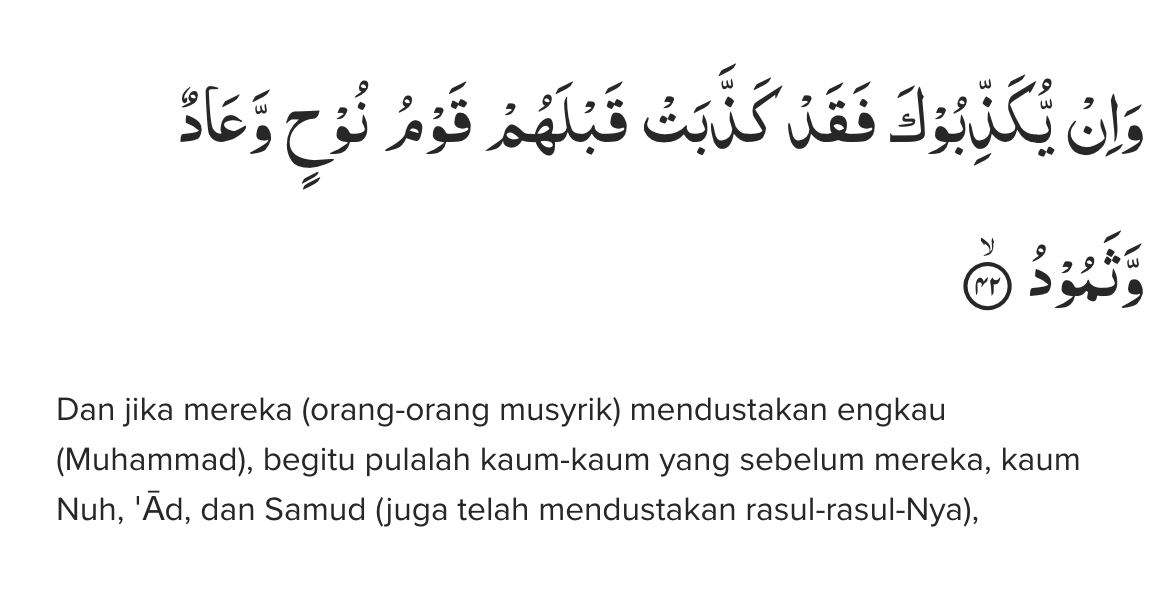 وَاِنْ يُّكَذِّبُوْكَ فَقَدْ كَذَّبَتْ قَبْلَهُمْ قَوْمُ نُوْحٍ وَّعَادٌ
وَّثَمُوْدُ ۙ ۴۲
Dan jika mereka (orang-orang musyrik) mendustakan engkau
(Muhammad), begitu pulalah kaum-kaum yang sebelum mereka, kaum
Nuh, 'Ād, dan Samud (juga telah mendustakan rasul-rasul-Nya),